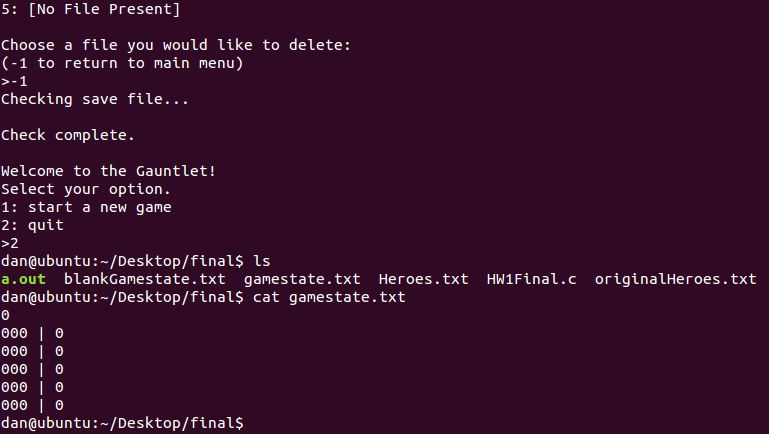 5: [No File Present]
Choose a file you would like to delete:
(-1 to return to main menu)
>-1
Checking save file...
Check complete.
Welcome to the Gauntlet!
Select your option.
1: start a new game
2: quit
>2
dan@ubuntu:~/Desktop/final$ ls
a.out  blankGamestate.txt  gamestate.txt  Heroes.txt  HW1Final.c  originalHeroes.txt
dan@ubuntu:~/Desktop/final$ cat gamestate.txt
0
000 | 0
000 | 0
000 | 0
000 | 0
000 | 0
dan@ubuntu:~/Desktop/final$